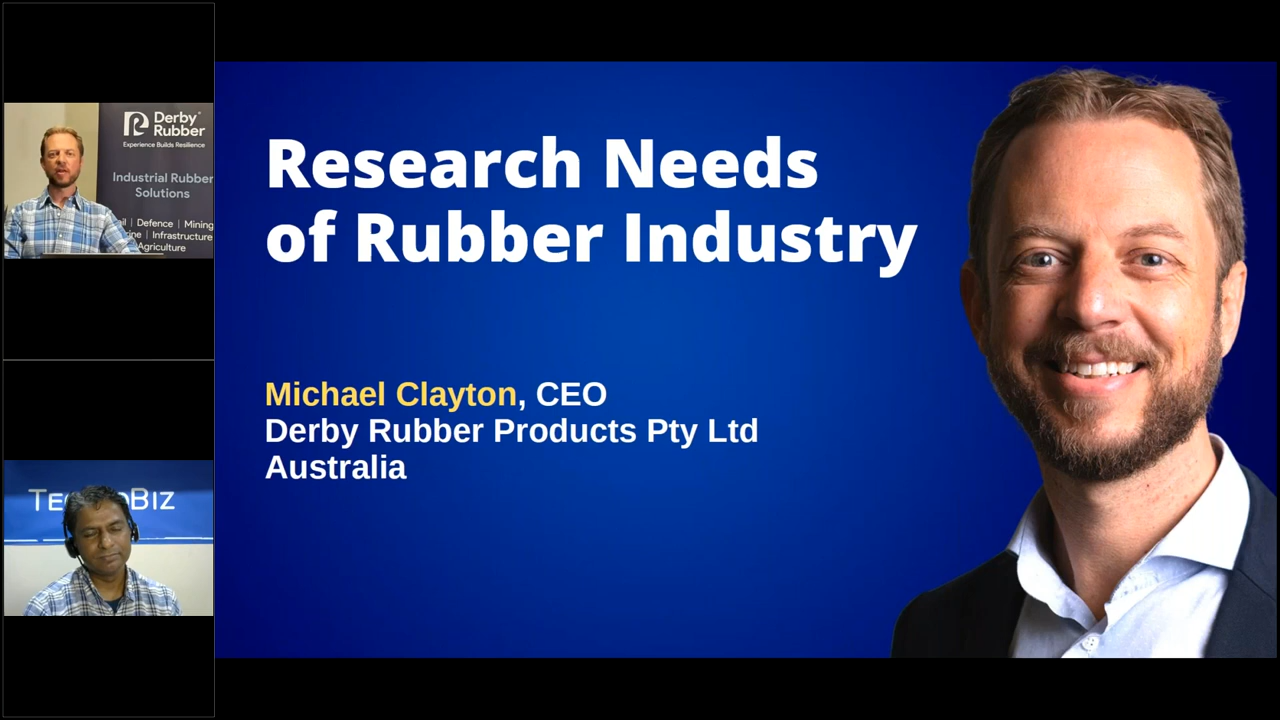 Derby
Rubber
Experience Builds Resilience
Industrial Rubber
Solutions
| Defence | Mining
| Infrastructure
Agriculture
Research Needs
of Rubber Industry
Michael Clayton, CEO
Derby Rubber Products Pty Ltd
Australia